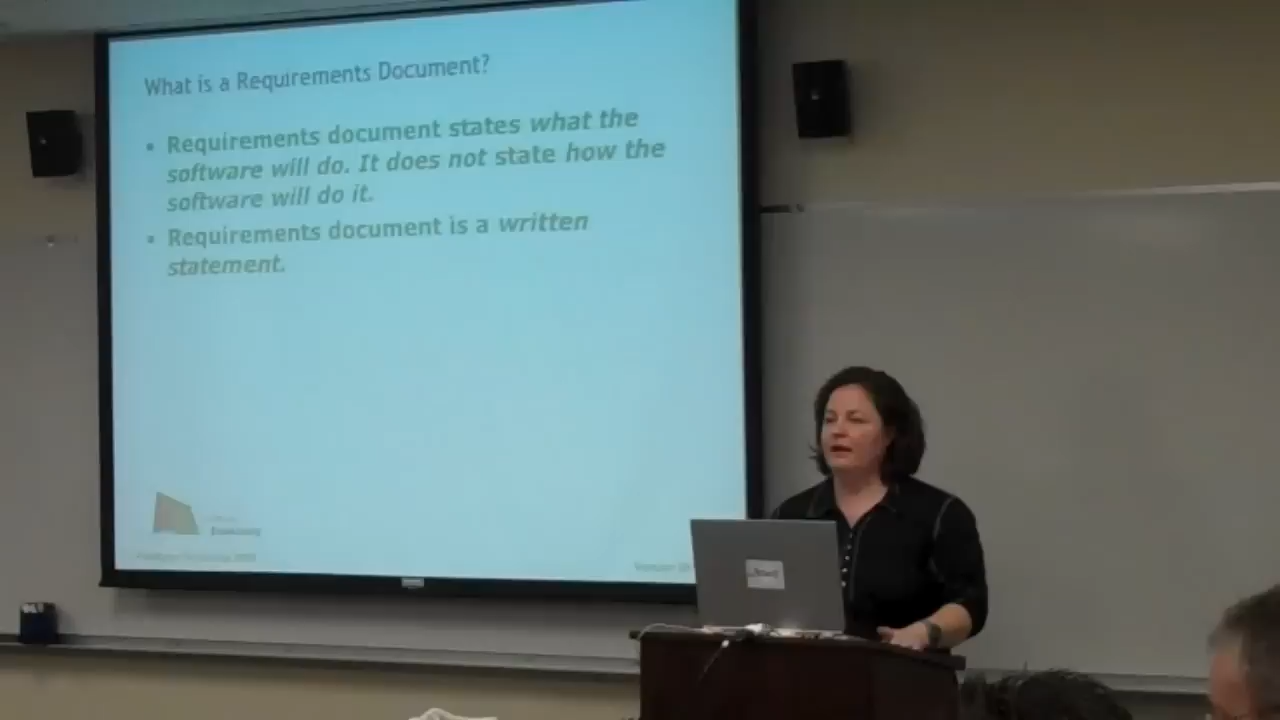 What is a Requirements Document?
• Requirements document states what the
software will do. It does not state how the
software will do it.
• Requirements document is a written
statement.